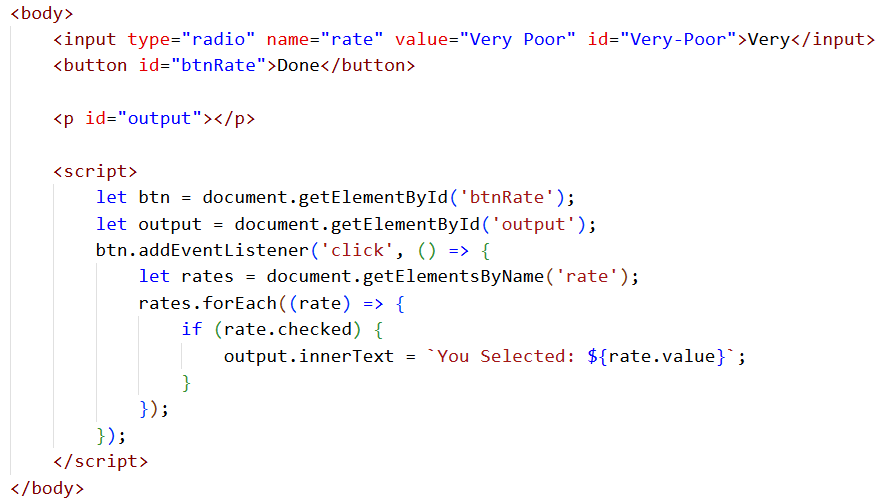 <body>
    <input type="radio" name="rate" value="Very Poor" id="Very-Poor">Very</input>
    <button id="btnRate">Done</button>

    <p id="output"></p>

    <script>
        let btn = document.getElementById('btnRate');
        let output = document.getElementById('output');
        btn.addEventListener('click', () => {
            let rates = document.getElementsByName('rate');
            rates.forEach((rate) => {
                if (rate.checked) {
                    output.innerText = `You Selected: ${rate.value}`;
                }
            });
        });
    </script>
</body>